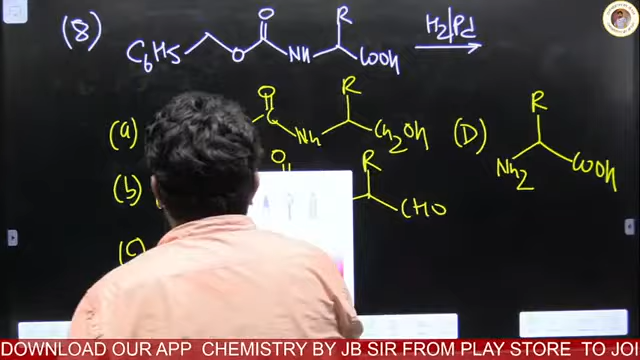 (8) C6H5 O O NH R COOH H2/Pd
(a) O C NH R CH2OH
(b) O R CHO
(c)
(D) R NH2 COOH
DOWNLOAD OUR APP CHEMISTRY BY JB SIR FROM PLAY STORE TO JOI